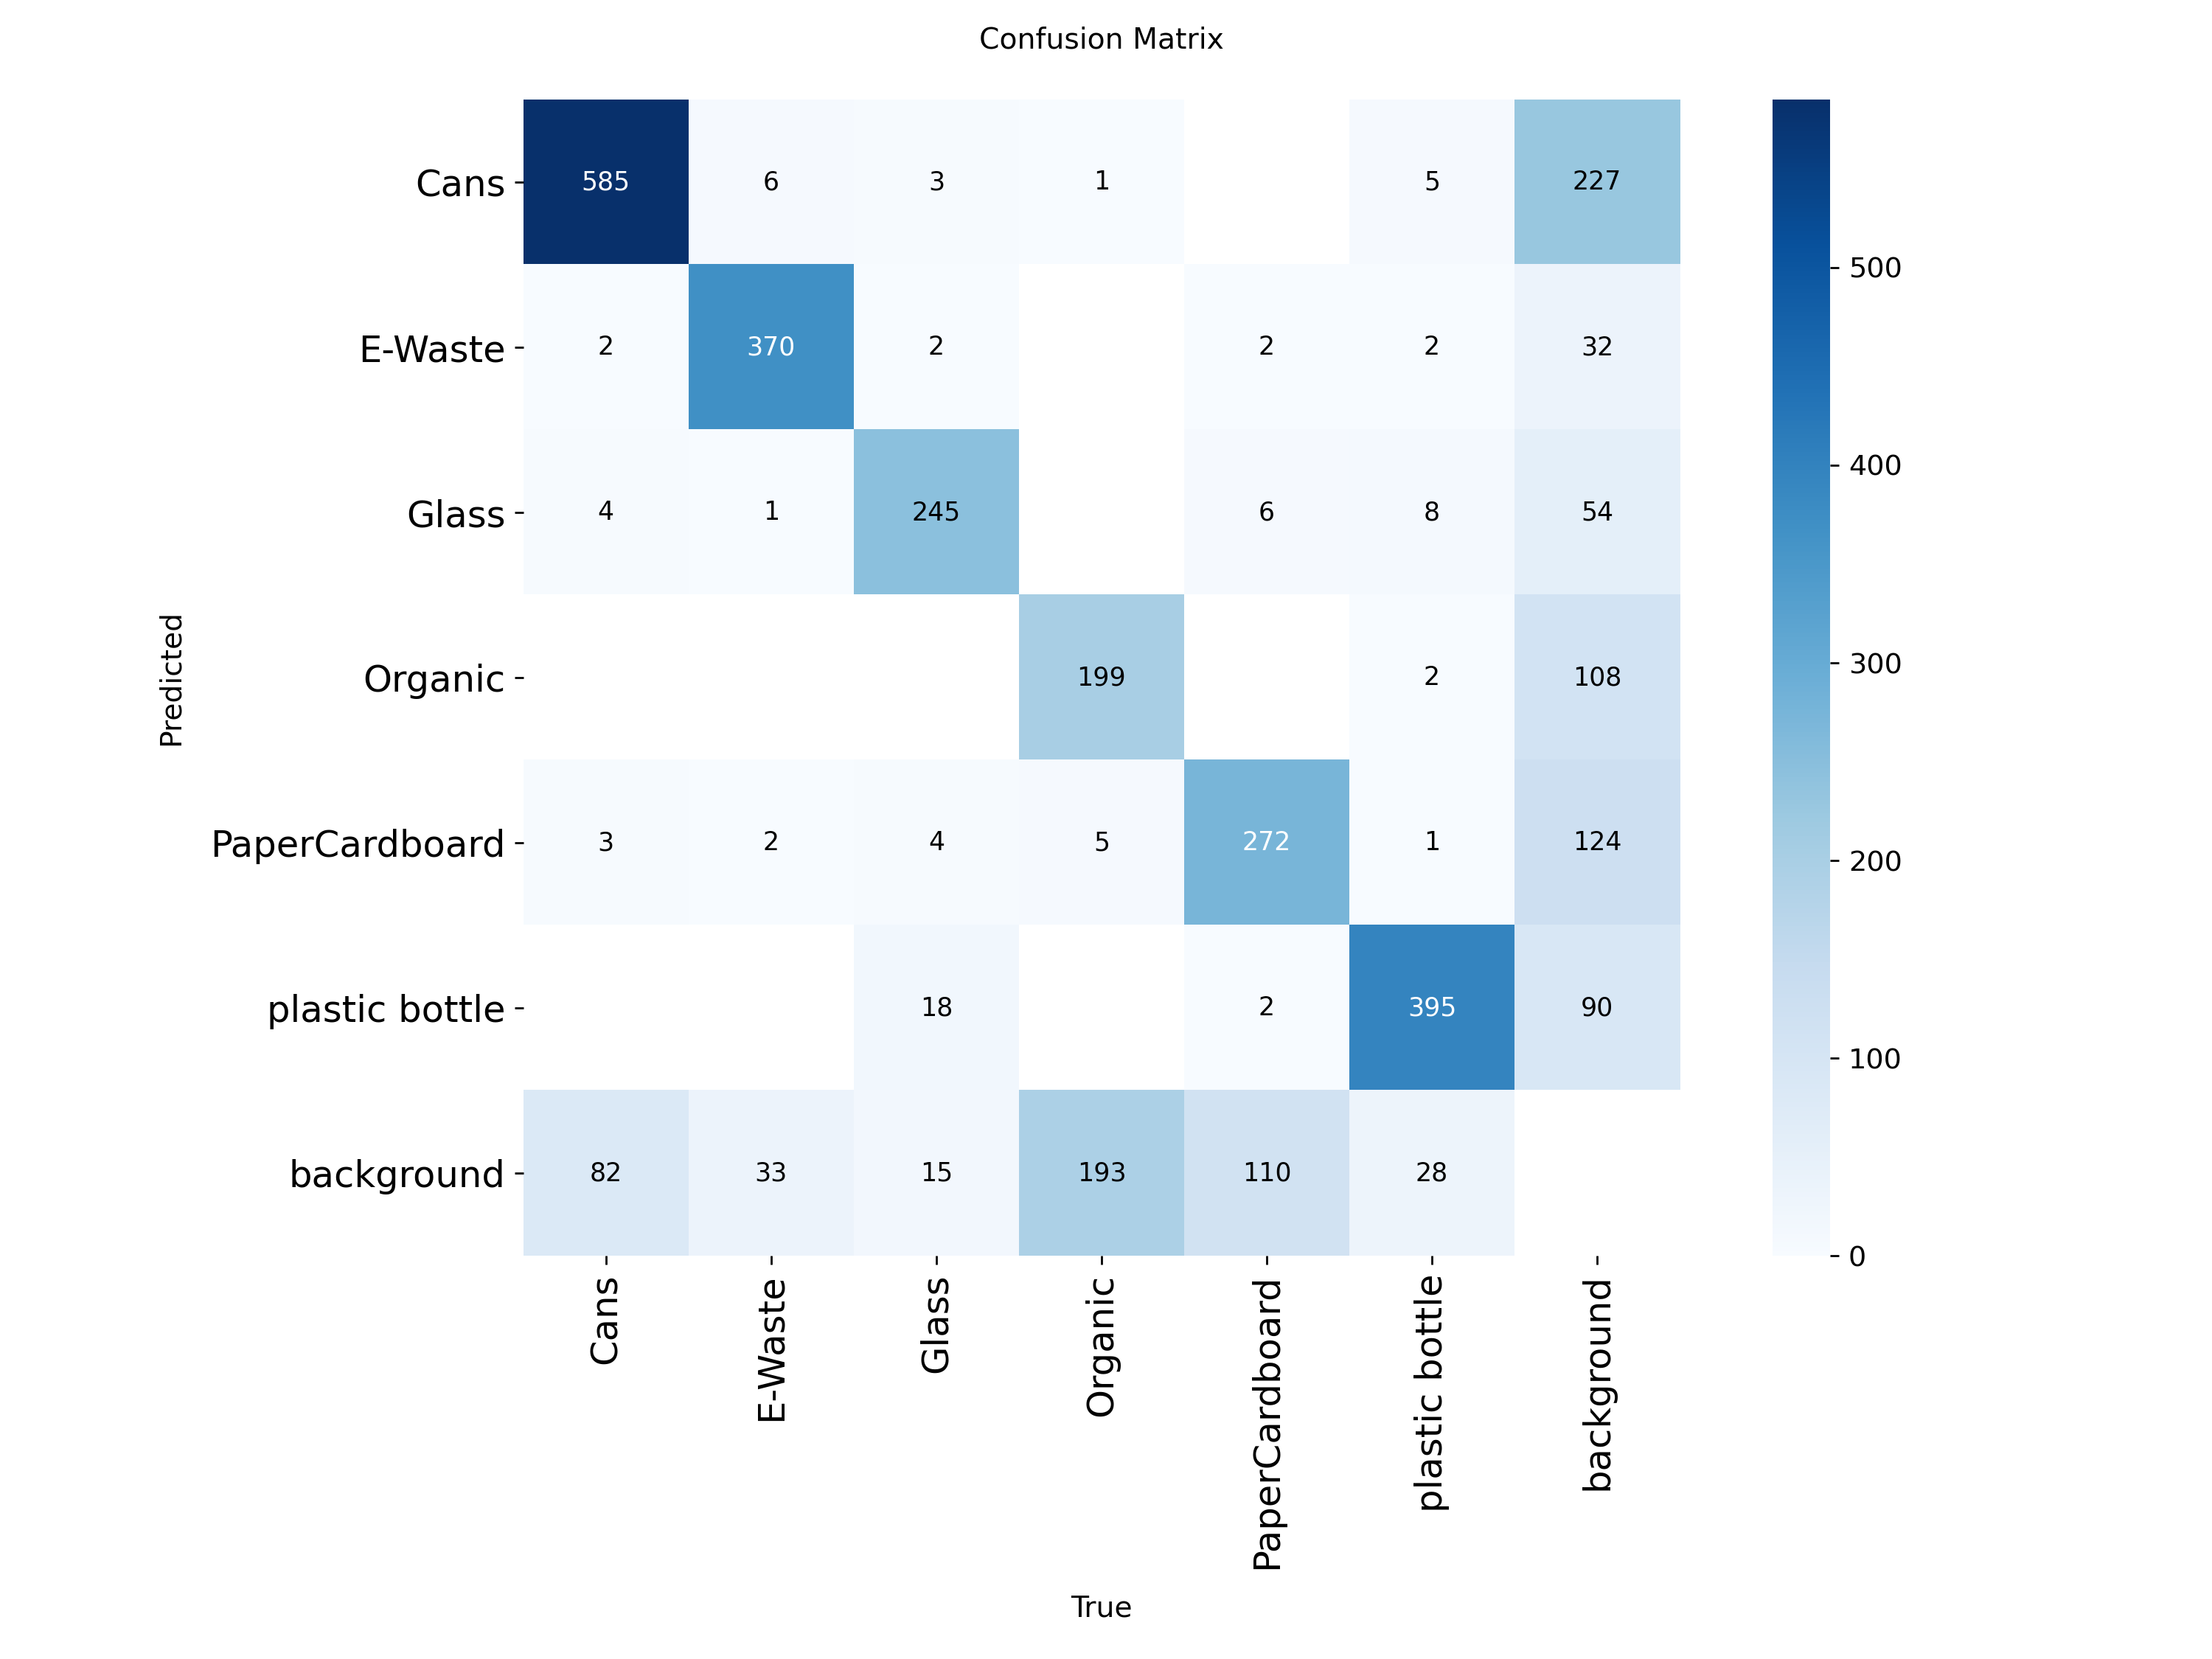 Confusion Matrix
Cans 585 6 3 1 5 227
E-Waste 2 370 2 2 2 32
Glass 4 1 245 6 8 54
Organic 199 2 108
PaperCardboard 3 2 4 5 272 1 124
plastic bottle 18 2 395 90
background 82 33 15 193 110 28
Predicted
Cans E-Waste Glass Organic PaperCardboard plastic bottle background
True
500
400
300
200
100
0